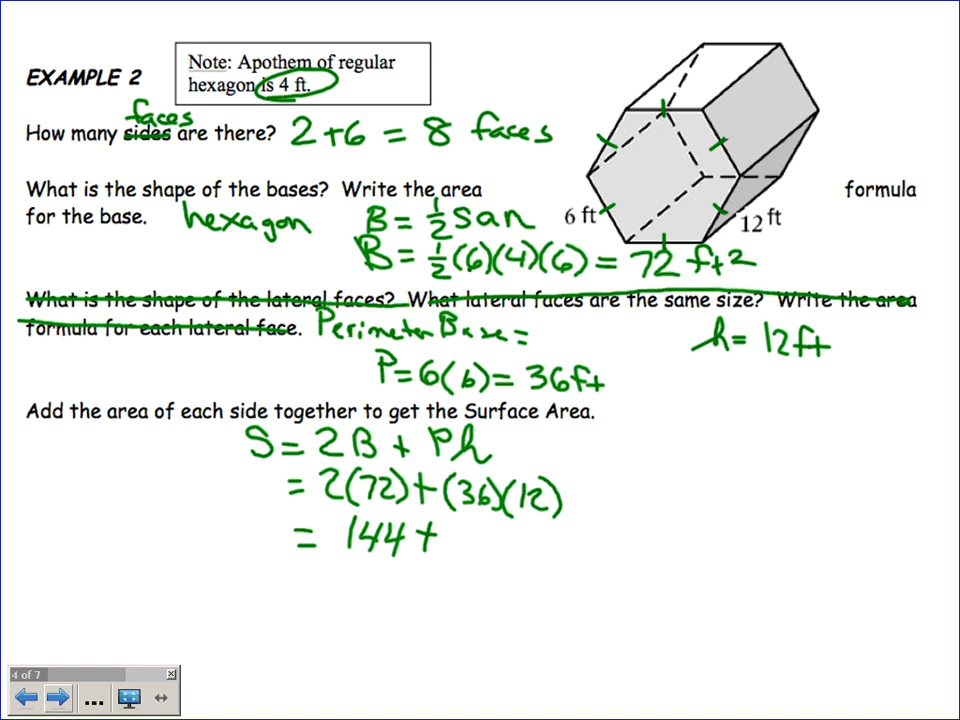 Note: Apothem of regular
hexagon is 4 ft.
EXAMPLE 2
faces
How many sides are there? 2+6 = 8 faces
What is the shape of the bases? Write the area formula
for the base. hexagon B = 1/2 san
6 ft
12 ft
B = 1/2 (6)(4)(6) = 72 ft2
What is the shape of the lateral faces? What lateral faces are the same size? Write the area
formula for each lateral face. Perimeter Base =
h = 12ft
P = 6(6) = 36ft
Add the area of each side together to get the Surface Area.
S = 2B + Ph
= 2(72)+(36)(12)
= 144 +
4 of 7
...